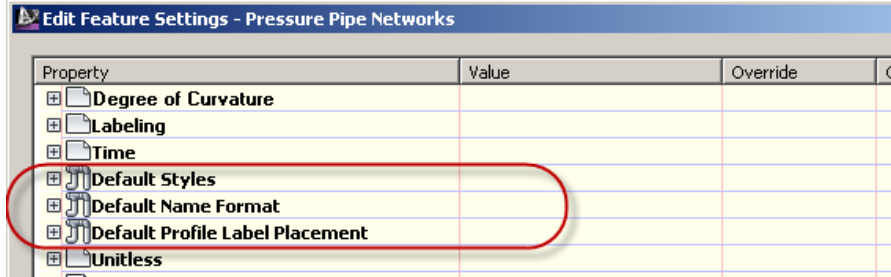 Edit Feature Settings - Pressure Pipe Networks
Property Value Override
Degree of Curvature
Labeling
Time
Default Styles
Default Name Format
Default Profile Label Placement
Unitless